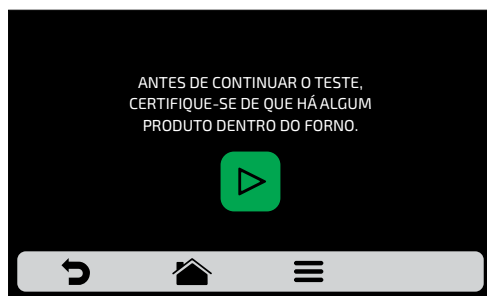 ANTES DE CONTINUAR O TESTE,
CERTIFIQUE-SE DE QUE HÁ ALGUM
PRODUTO DENTRO DO FORNO.